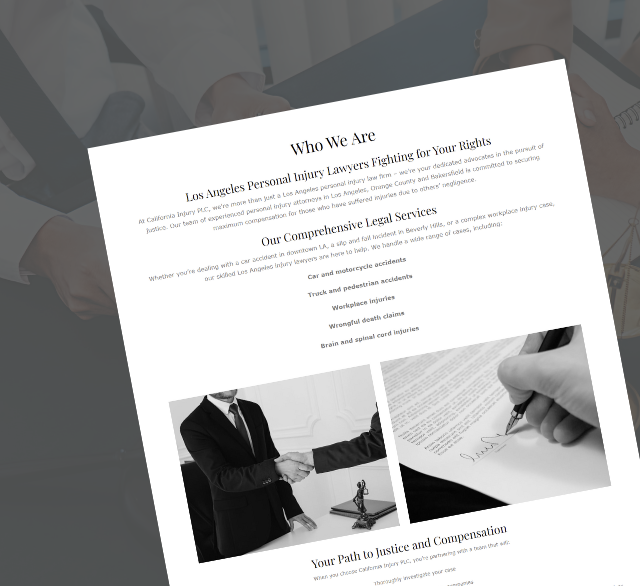 Who We Are
Los Angeles Personal Injury Lawyers Fighting for Your Rights
At California Injury PLC, we're more than just a Los Angeles personal injury law firm – we're your dedicated advocates in the pursuit of
justice. Our team of experienced personal injury attorneys in Los Angeles, Orange County and Bakersfield is committed to securing
maximum compensation for those who have suffered injuries due to others' negligence.
Our Comprehensive Legal Services
Whether you're dealing with a car accident in downtown LA, a slip and fall incident in Beverly Hills, or a complex workplace injury case,
our skilled Los Angeles injury lawyers are here to help. We handle a wide range of cases, including:
Car and motorcycle accidents
Truck and pedestrian accidents
Workplace injuries
Wrongful death claims
Brain and spinal cord injuries
Your Path to Justice and Compensation
When you choose California Injury PLC, you're partnering with a team that will:
Thoroughly investigate your case